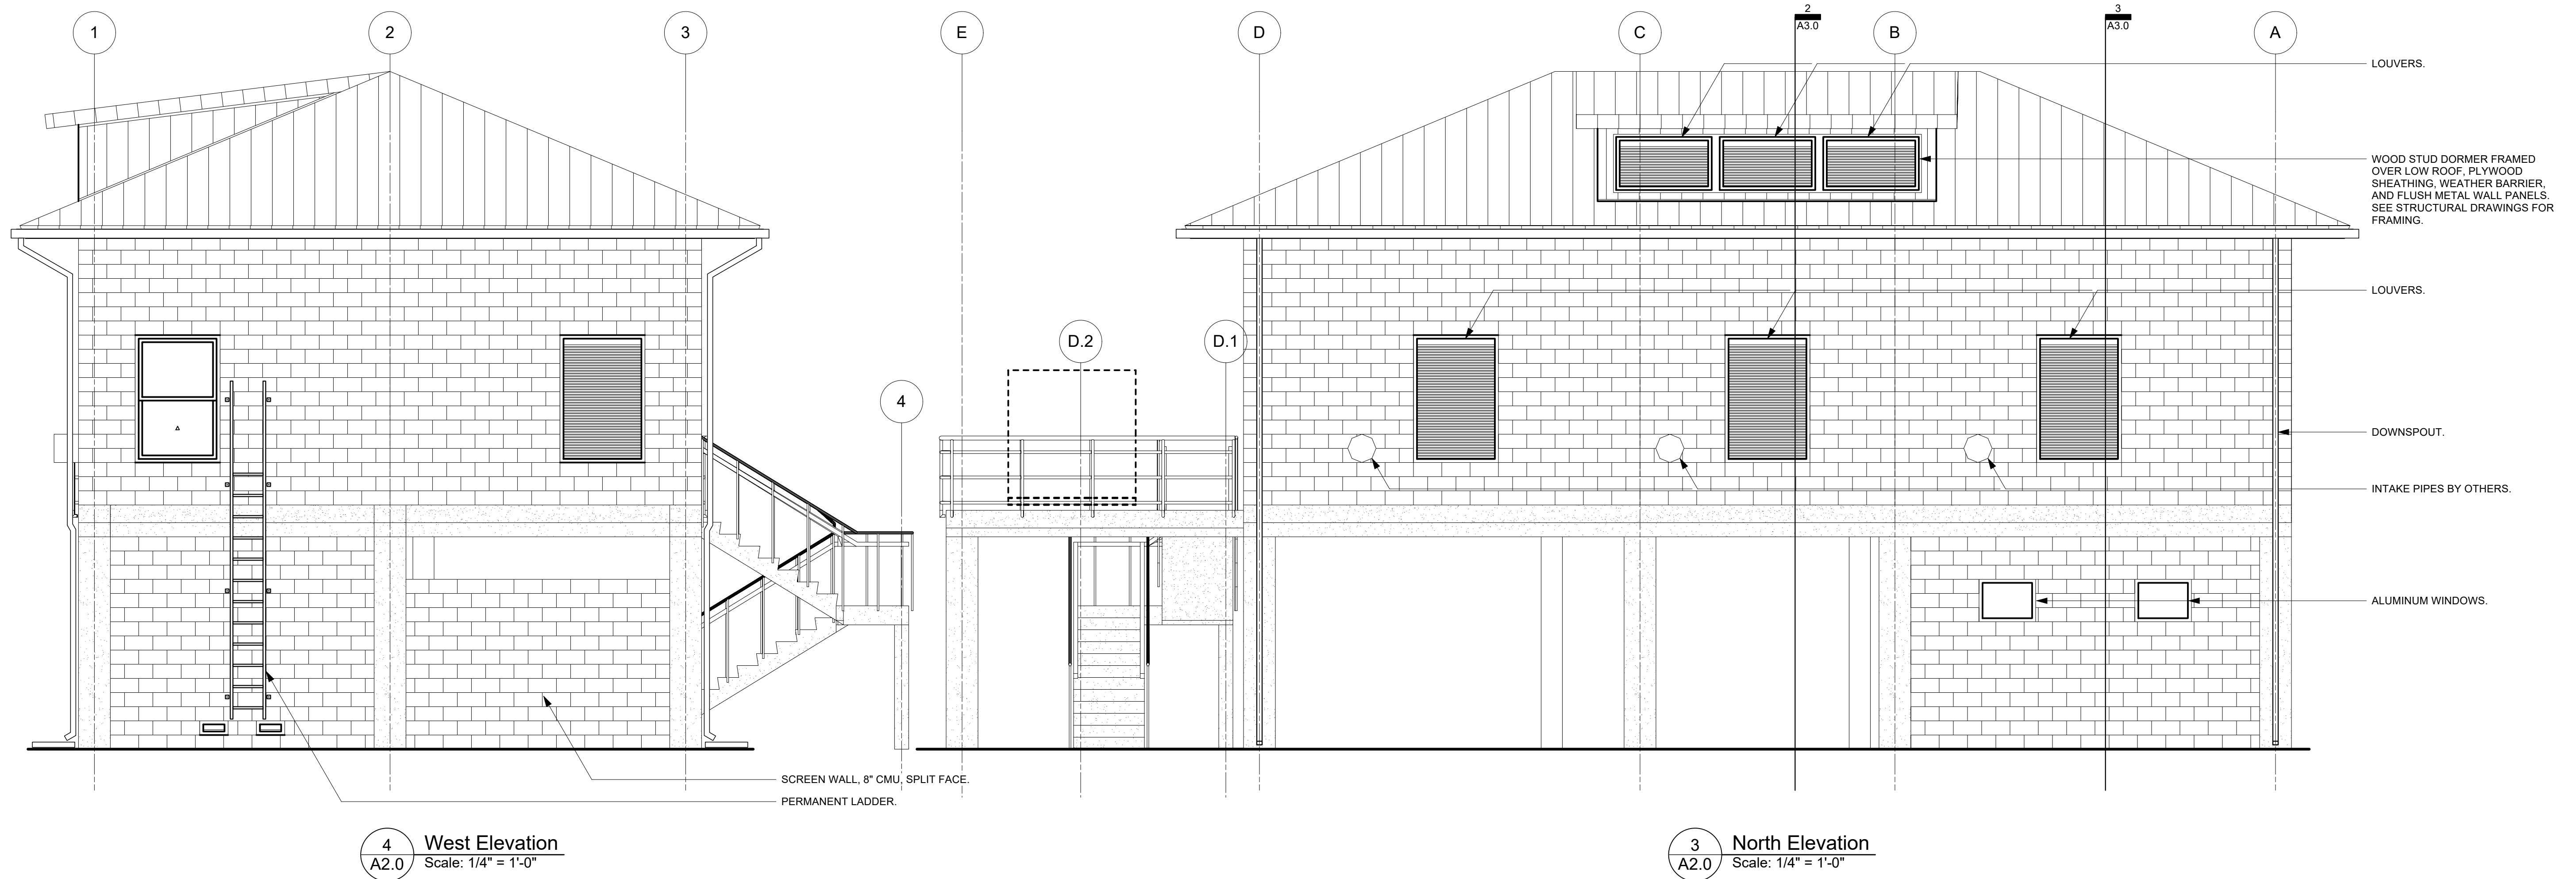 1
2
3
4
E
D.2
D.1
D
C
2
A3.0
B
3
A3.0
A
LOUVERS.
WOOD STUD DORMER FRAMED
OVER LOW ROOF, PLYWOOD
SHEATHING, WEATHER BARRIER,
AND FLUSH METAL WALL PANELS.
SEE STRUCTURAL DRAWINGS FOR
FRAMING.
LOUVERS.
DOWNSPOUT.
INTAKE PIPES BY OTHERS.
ALUMINUM WINDOWS.
SCREEN WALL, 8" CMU, SPLIT FACE.
PERMANENT LADDER.
4
A2.0
West Elevation
Scale: 1/4" = 1'-0"
3
A2.0
North Elevation
Scale: 1/4" = 1'-0"